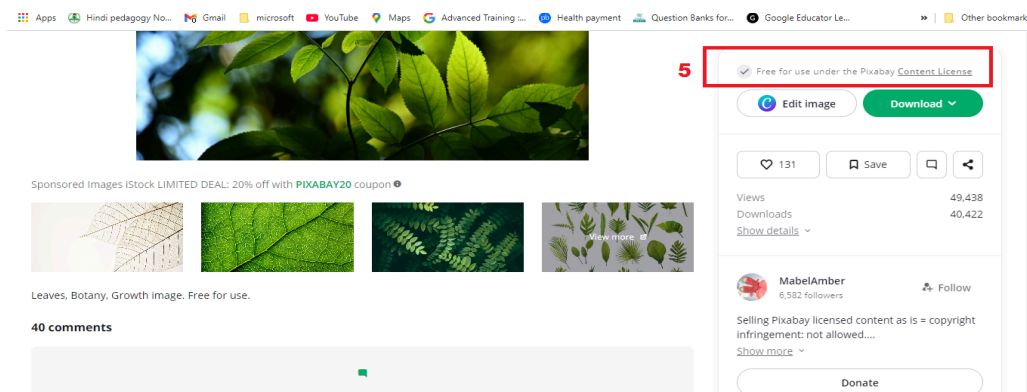 Apps Hindi pedagogy No... Gmail microsoft YouTube Maps Advanced Training :... Health payment Question Banks for... Google Educator Le... » Other bookmark
5
Free for use under the Pixabay Content License
Edit image Download
131 Save
Sponsored Images iStock LIMITED DEAL: 20% off with PIXABAY20 coupon
Views 49,438
Downloads 40,422
Show details
View more
MabelAmber
6,582 followers
Follow
Leaves, Botany, Growth image. Free for use.
Selling Pixabay licensed content as is = copyright
infringement: not allowed....
Show more
40 comments
Donate